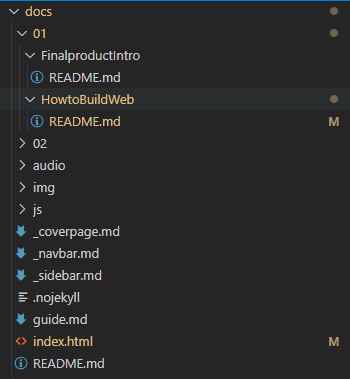 docs
01
FinalproductIntro
README.md
HowtoBuildWeb
README.md M
02
audio
img
js
_coverpage.md
_navbar.md
_sidebar.md
.nojekyll
guide.md
index.html M
README.md